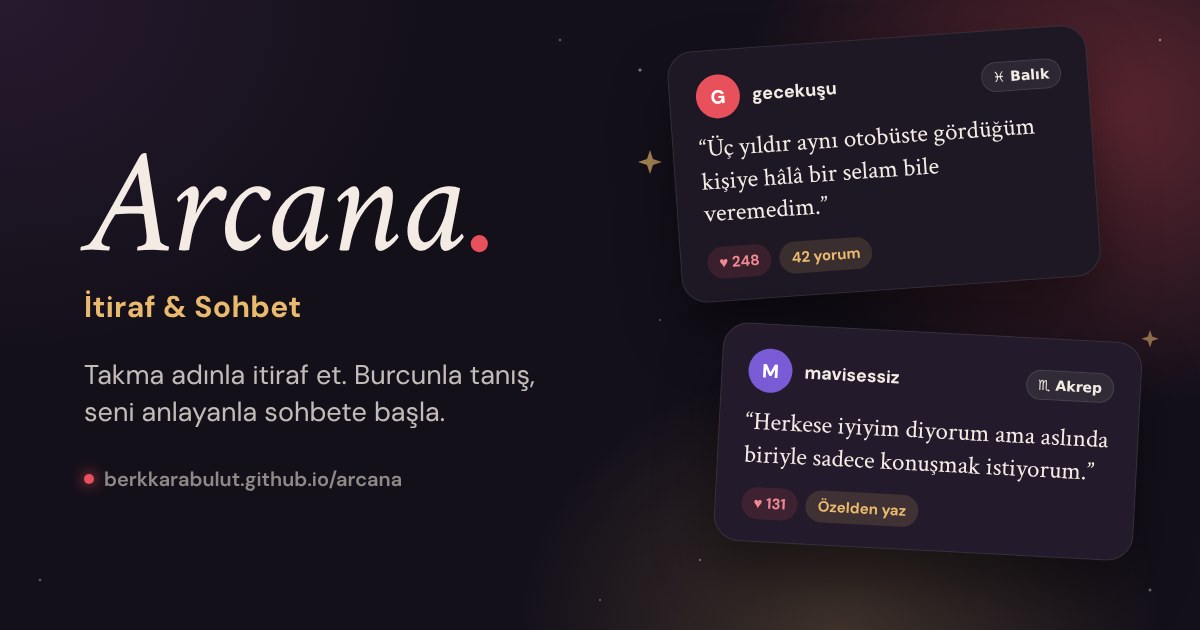 Arcana.
İtiraf & Sohbet
Takma adınla itiraf et. Burcunla tanış,
seni anlayanla sohbete başla.
berkkarabulut.github.io/arcana
G
gecekuşu
♓ Balık
“Üç yıldır aynı otobüste gördüğüm
kişiye hâlâ bir selam bile
veremedim.”
♥ 248
42 yorum
M
mavisessiz
♏ Akrep
“Herkese iyiyim diyorum ama aslında
biriyle sadece konuşmak istiyorum.”
♥ 131
Özelden yaz